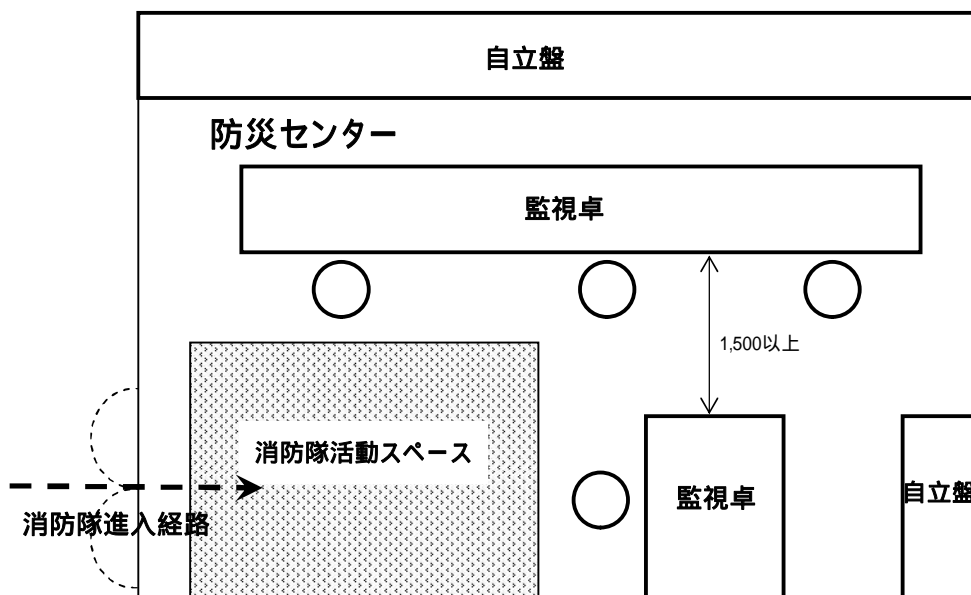 自立盤
防災センター
監視卓
1,500以上
消防隊活動スペース
監視卓
自立盤
消防隊進入経路